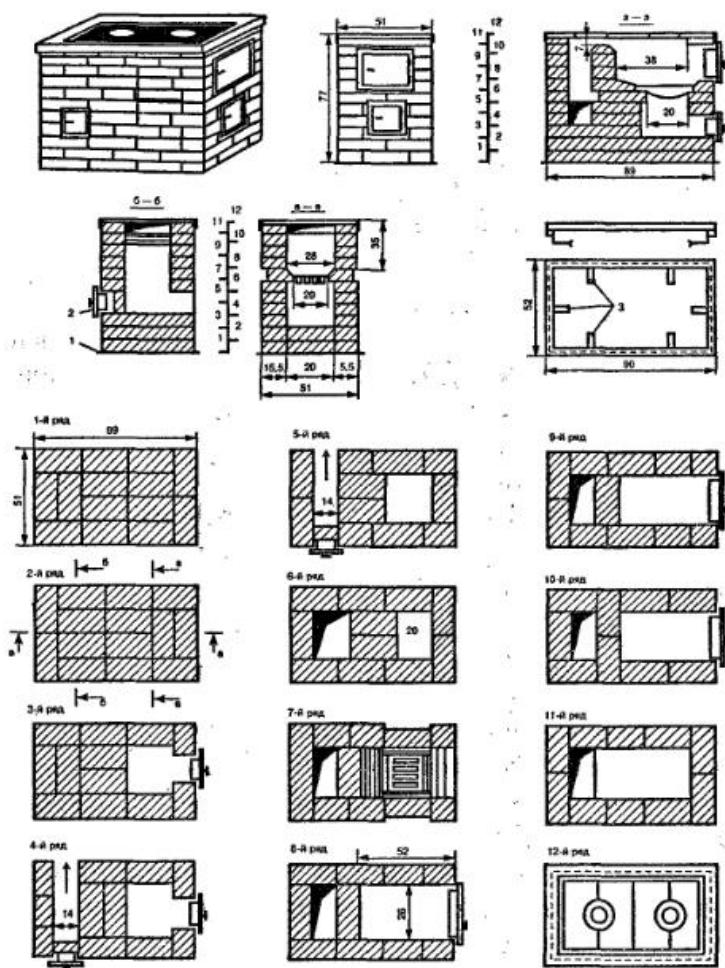 51
77
11 12
9 10
7 8
5 6
3 4
1 2
а – а
7
38
20
89
б – б
2
1
12
11
10
9
8
7
6
5
4
3
2
1
в – в
28
20
35
15,5 20 5,5
51
52
3
90
1-й ряд
89
51
2-й ряд
б в
а а
б в
3-й ряд
4-й ряд
14
5-й ряд
14
6-й ряд
20
7-й ряд
8-й ряд
52
26
9-й ряд
10-й ряд
11-й ряд
12-й ряд